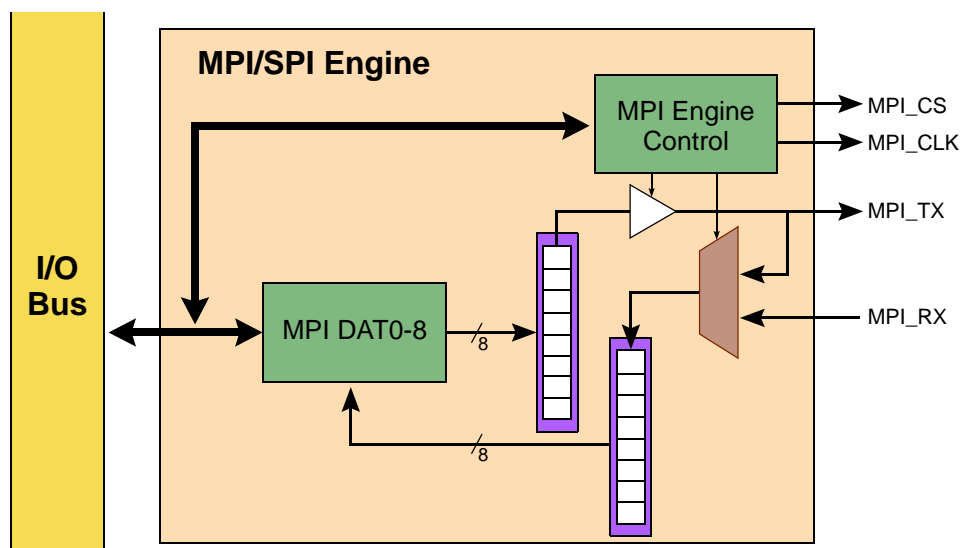 MPI/SPI Engine
MPI Engine
Control
MPI_CS
MPI_CLK
MPI_TX
I/O
Bus
MPI DAT0-8
8
MPI_RX
8